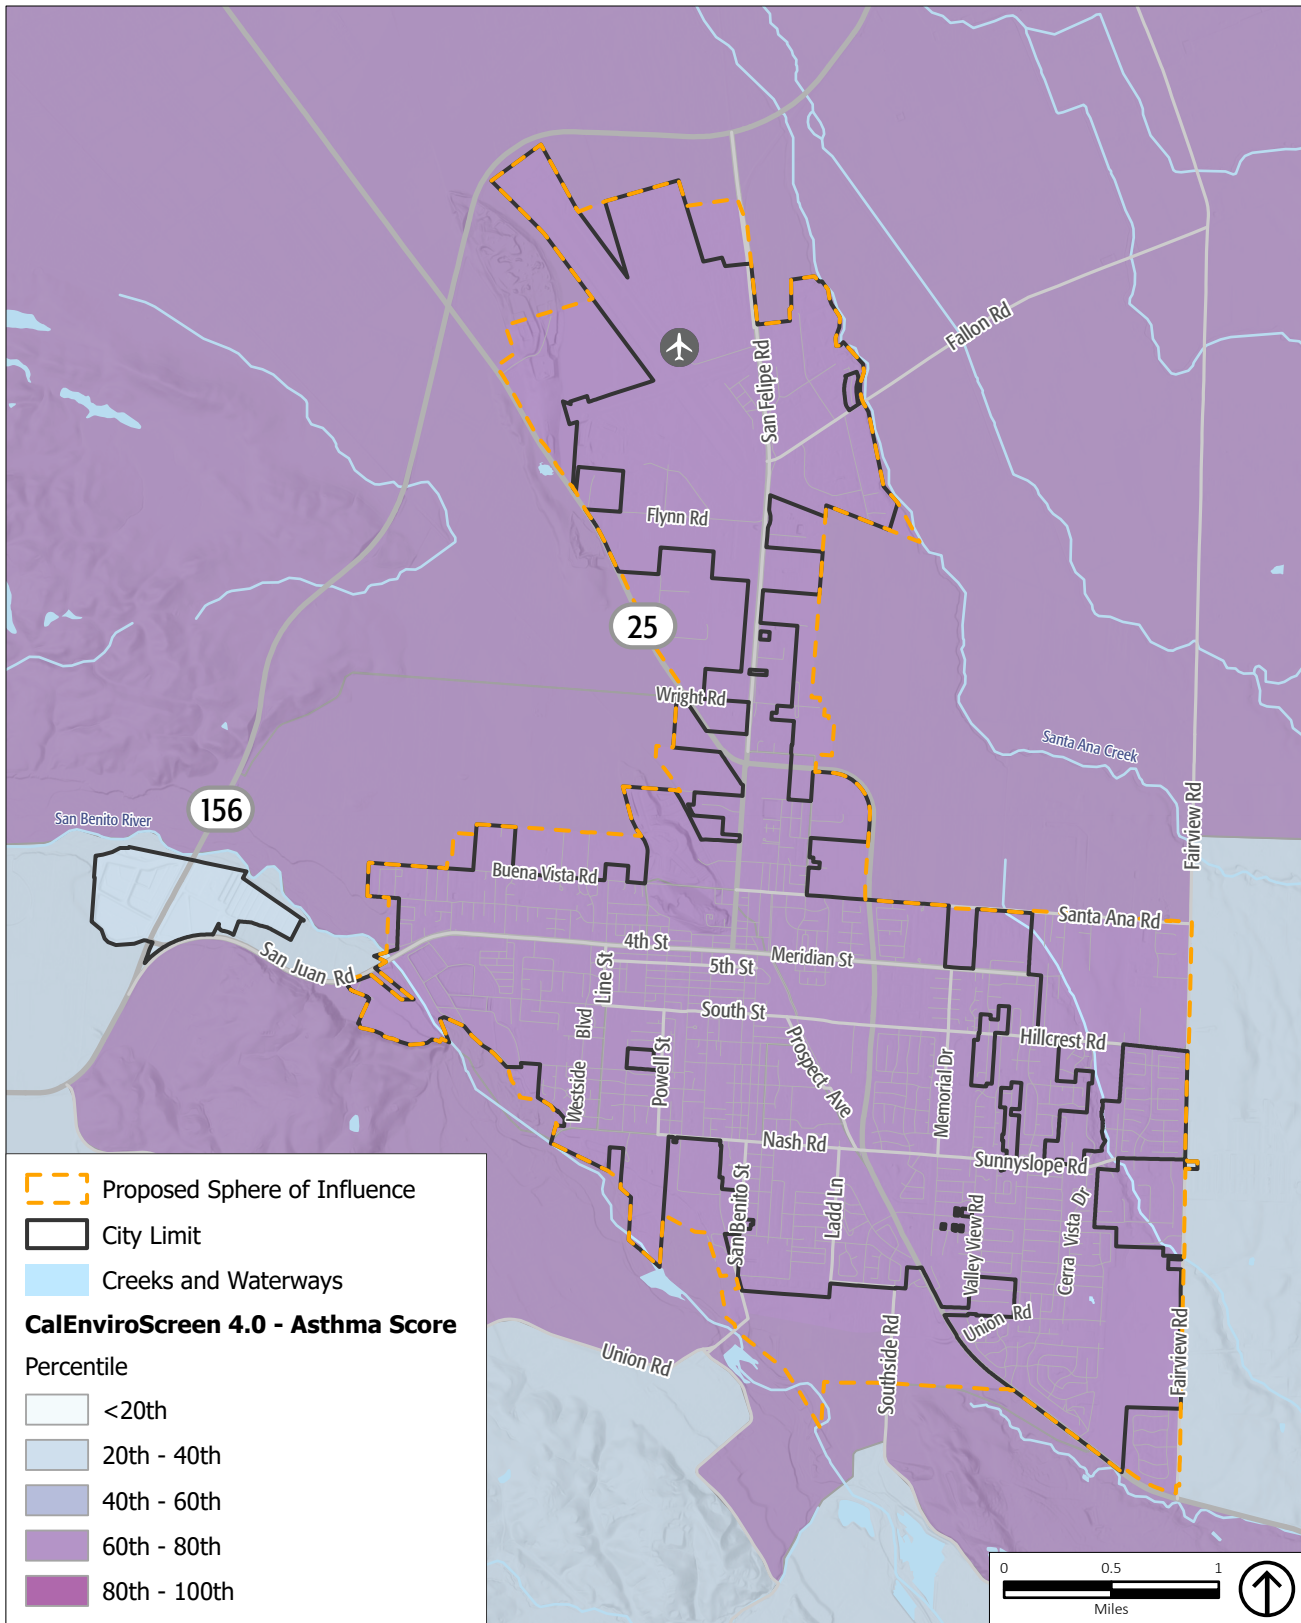 Fallon Rd
San Felipe Rd
Flynn Rd
25
Wright Rd
Santa Ana Creek
156
San Benito River
Fairview Rd
Buena Vista Rd
Santa Ana Rd
4th St
Meridian St
5th St
San Juan Rd
Line St
South St
Hillcrest Rd
Westside Blvd
Powell St
Prospect Ave
Memorial Dr
Nash Rd
Sunnyslope Rd
San Benito St
Ladd Ln
Valley View Rd
Cerra Vista Dr
Union Rd
Union Rd
Southside Rd
Fairview Rd
Proposed Sphere of Influence
City Limit
Creeks and Waterways
CalEnviroScreen 4.0 - Asthma Score
Percentile
<20th
20th - 40th
40th - 60th
60th - 80th
80th - 100th
0 0.5 1
Miles